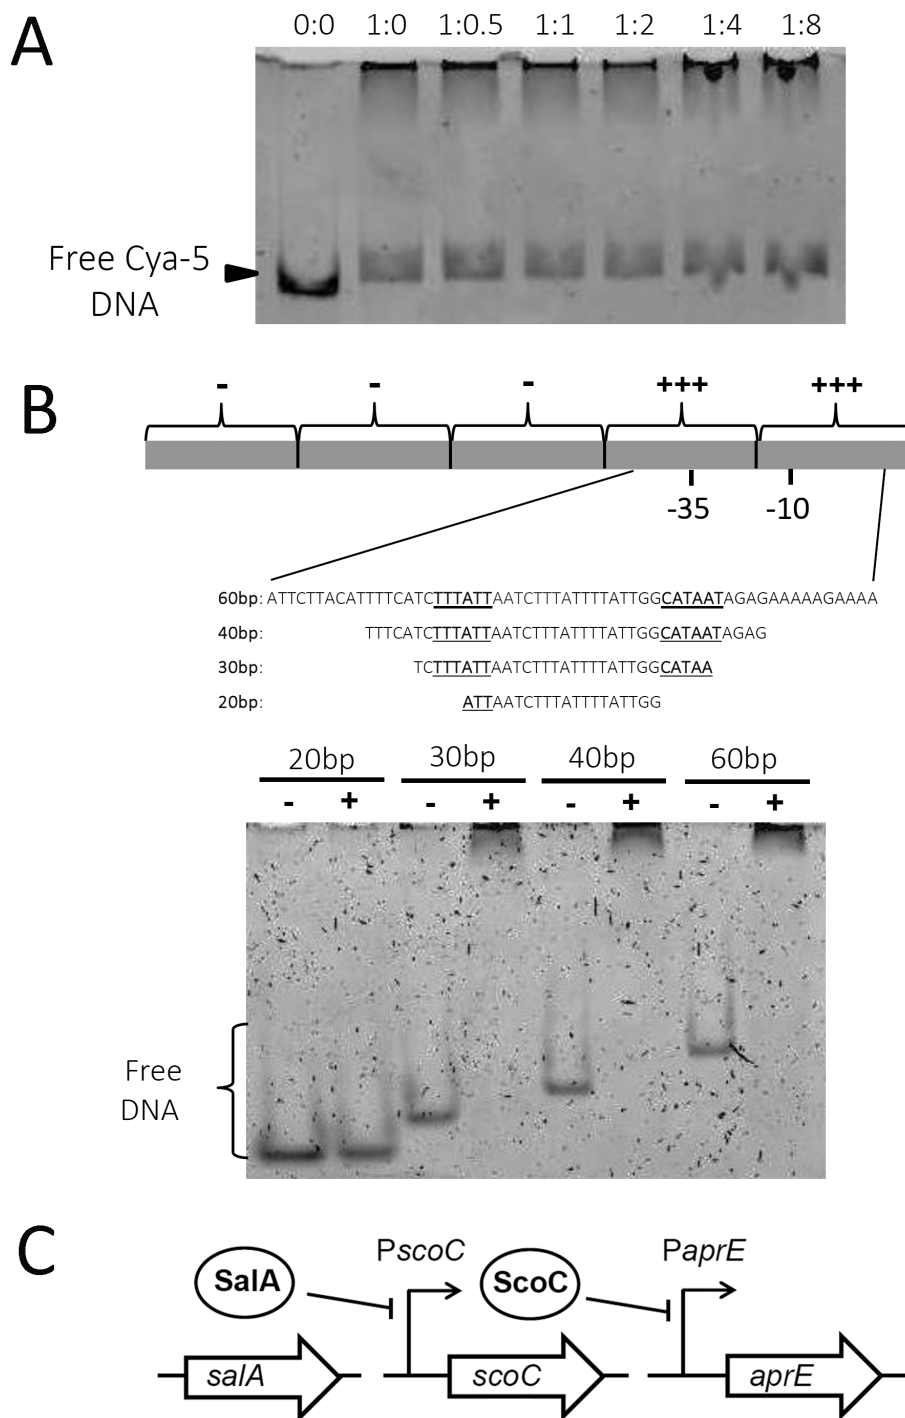 A
0:0 1:0 1:0.5 1:1 1:2 1:4 1:8
Free Cya-5
DNA
B
- - - +++ +++
-35 -10
60bp: ATTCTTACATTTTCATCTTTATTAATCTTTATTTTATTGGCATAATAGAGAAAAAGAAAA
40bp: TTTCATCTTTATTAATCTTTATTTTATTGGCATAATAGAG
30bp: TCTTTATTAATCTTTATTTTATTGGCATAA
20bp: ATTAATCTTTATTTTATTGG
20bp 30bp 40bp 60bp
- + - + - + - +
Free
DNA
C
SalA PscoC ScoC PaprE
salA scoC aprE